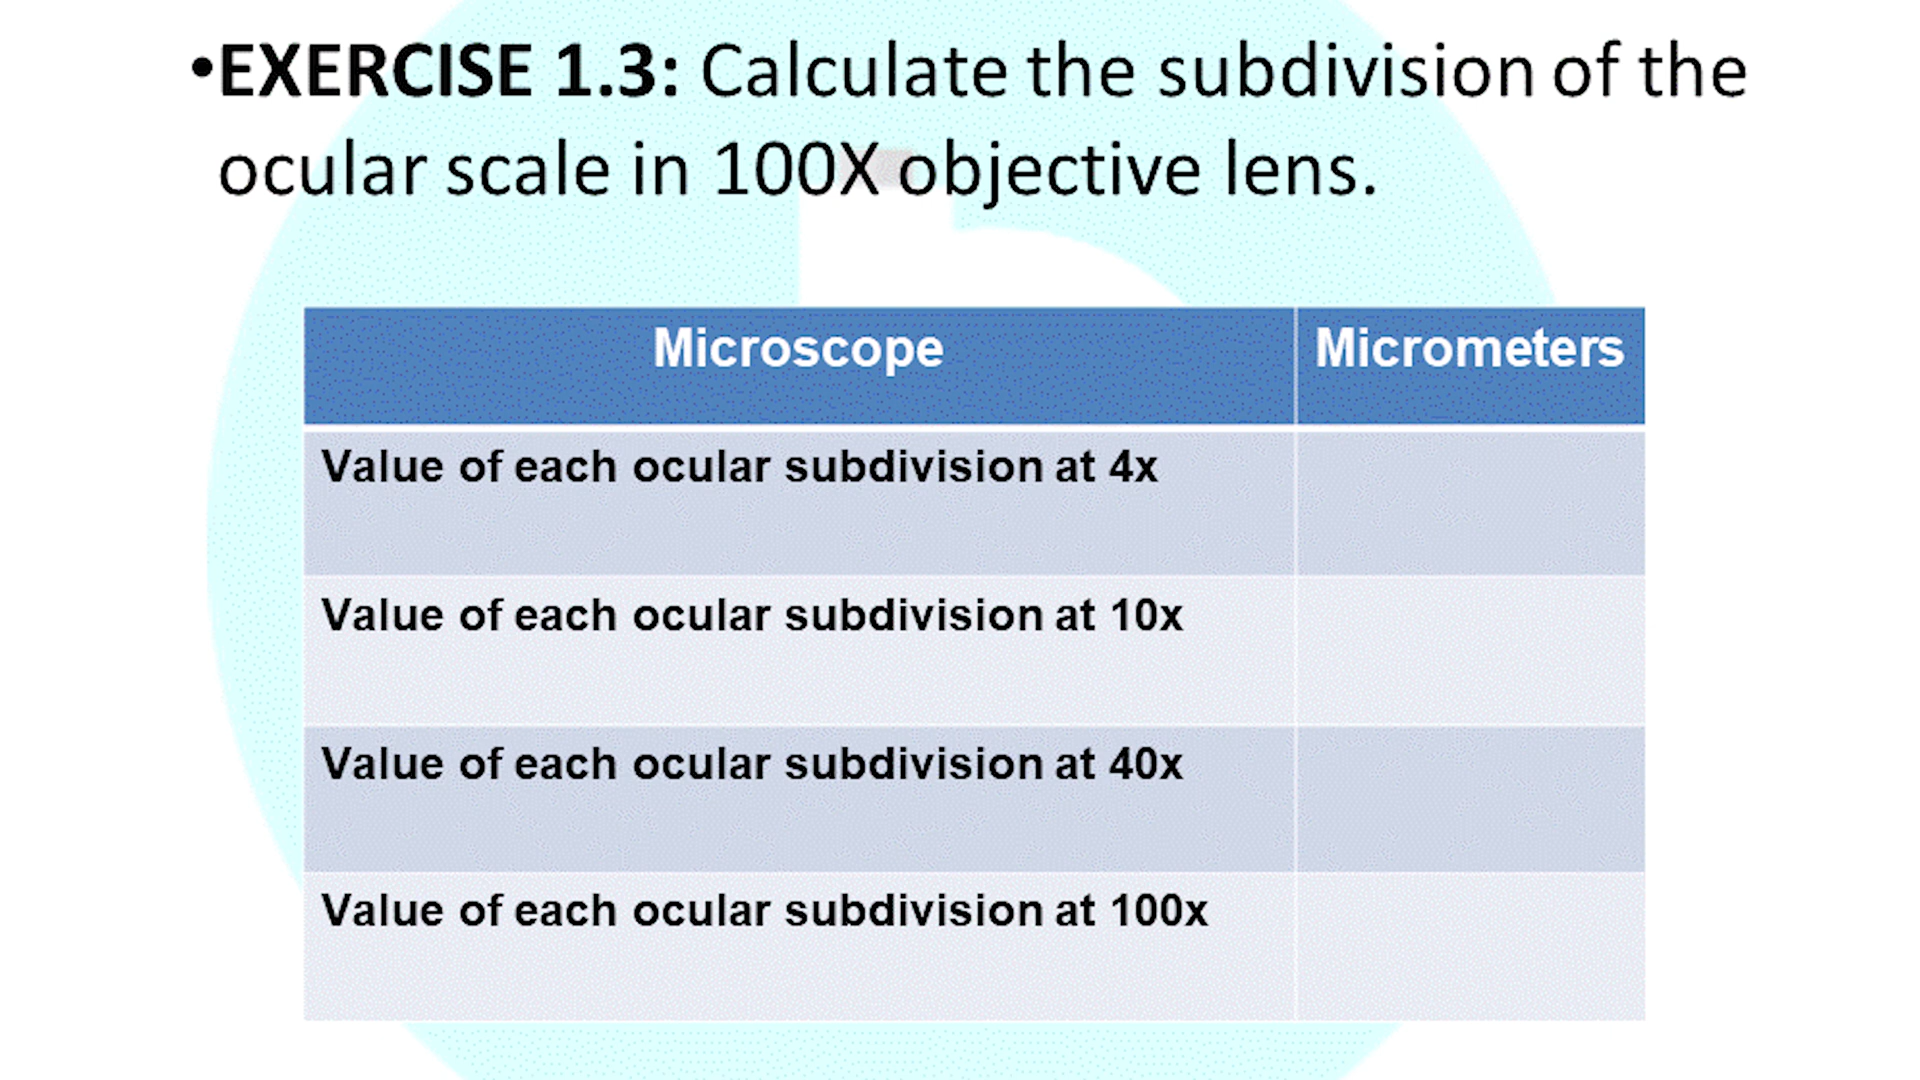 •EXERCISE 1.3: Calculate the subdivision of the
ocular scale in 100X objective lens.
Microscope Micrometers
Value of each ocular subdivision at 4x
Value of each ocular subdivision at 10x
Value of each ocular subdivision at 40x
Value of each ocular subdivision at 100x